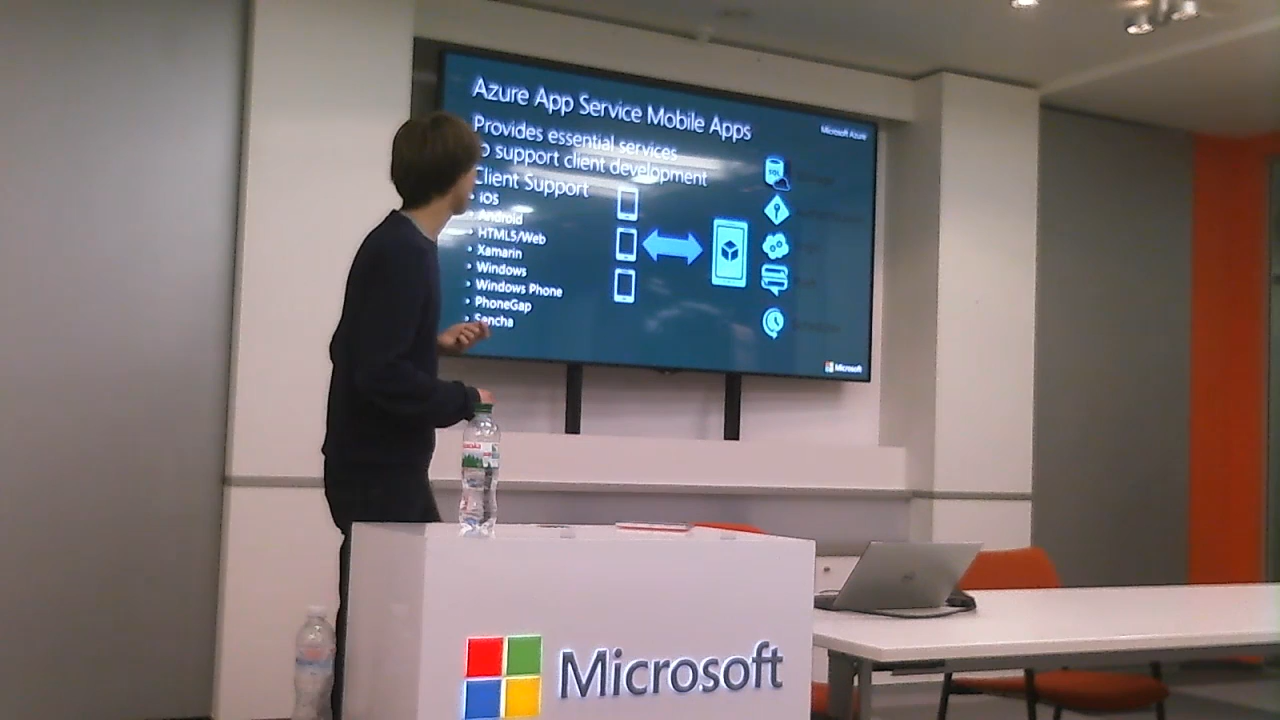 Azure App Service Mobile Apps
Microsoft Azure
Provides essential services
to support client development
Client Support
• iOS
• Android
• HTML5/Web
• Xamarin
• Windows
• Windows Phone
• PhoneGap
• Sencha
SQL
Microsoft
Microsoft